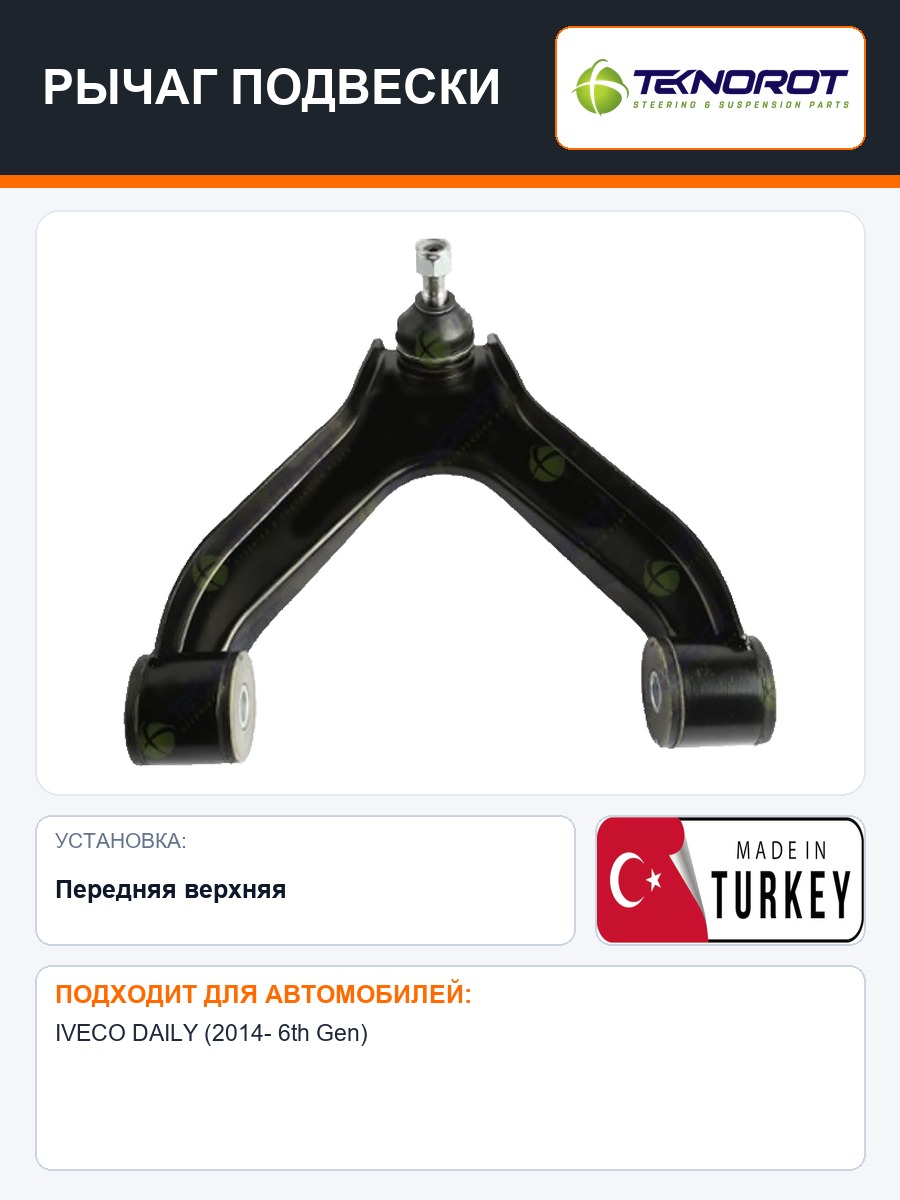 РЫЧАГ ПОДВЕСКИ
TEKNOROT
STEERING & SUSPENSION PARTS
УСТАНОВКА:
Передняя верхняя
MADE IN
TURKEY
ПОДХОДИТ ДЛЯ АВТОМОБИЛЕЙ:
IVECO DAILY (2014- 6th Gen)